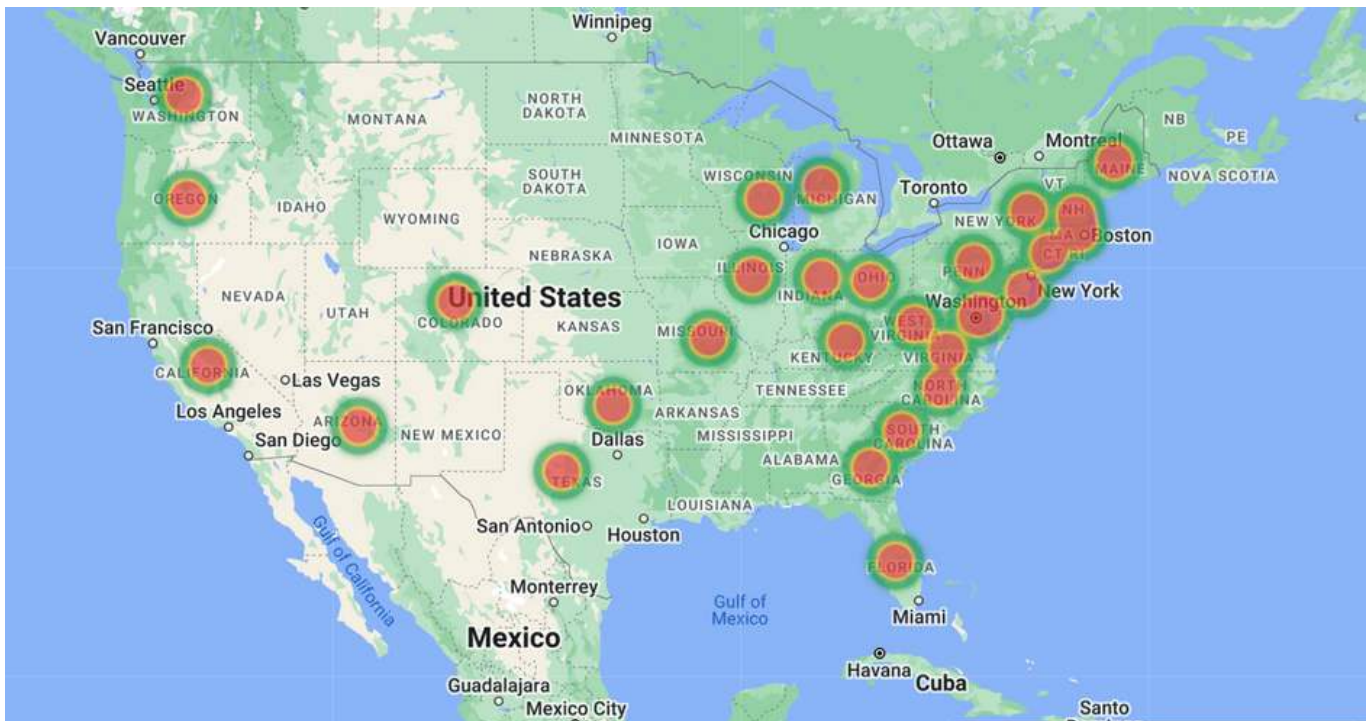 Winnipeg
Vancouver
Seattle
WASHINGTON
MONTANA
NORTH
DAKOTA
MINNESOTA
Ottawa
Montreal
NB
PE
MAINE
NOVA SCOTIA
VT
OREGON
IDAHO
SOUTH
DAKOTA
WISCONSIN
MICHIGAN
Toronto
NEW YORK
NH
WYOMING
Chicago
IOWA
MA
Boston
NEBRASKA
ILLINOIS
INDIANA
OHIO
PENN
CT
RI
NEVADA
UTAH
COLORADO
United States
KANSAS
MISSOURI
Washington
New York
WEST
VIRGINIA
VIRGINIA
KENTUCKY
San Francisco
CALIFORNIA
Las Vegas
Los Angeles
San Diego
ARIZONA
NEW MEXICO
OKLAHOMA
ARKANSAS
TENNESSEE
NORTH
CAROLINA
Dallas
MISSISSIPPI
ALABAMA
SOUTH
CAROLINA
GEORGIA
TEXAS
LOUISIANA
San Antonio
Houston
Gulf of California
FLORIDA
Monterrey
Gulf of
Mexico
Miami
Mexico
Havana
Cuba
Guadalajara
Mexico City
Santo